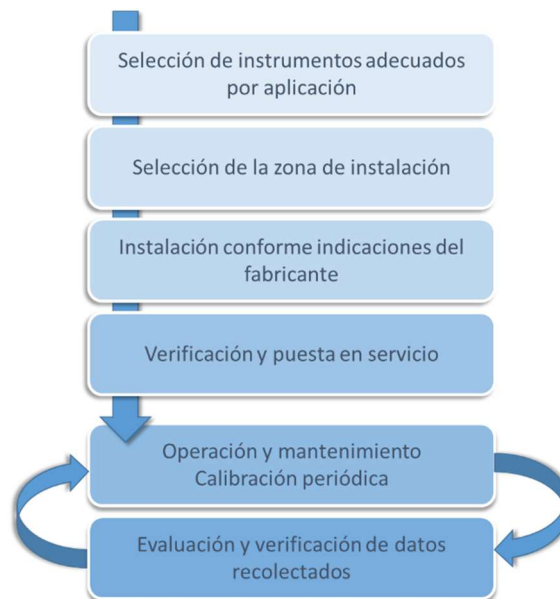 Selección de instrumentos adecuados
por aplicación
Selección de la zona de instalación
Instalación conforme indicaciones del
fabricante
Verificación y puesta en servicio
Operación y mantenimiento
Calibración periódica
Evaluación y verificación de datos
recolectados